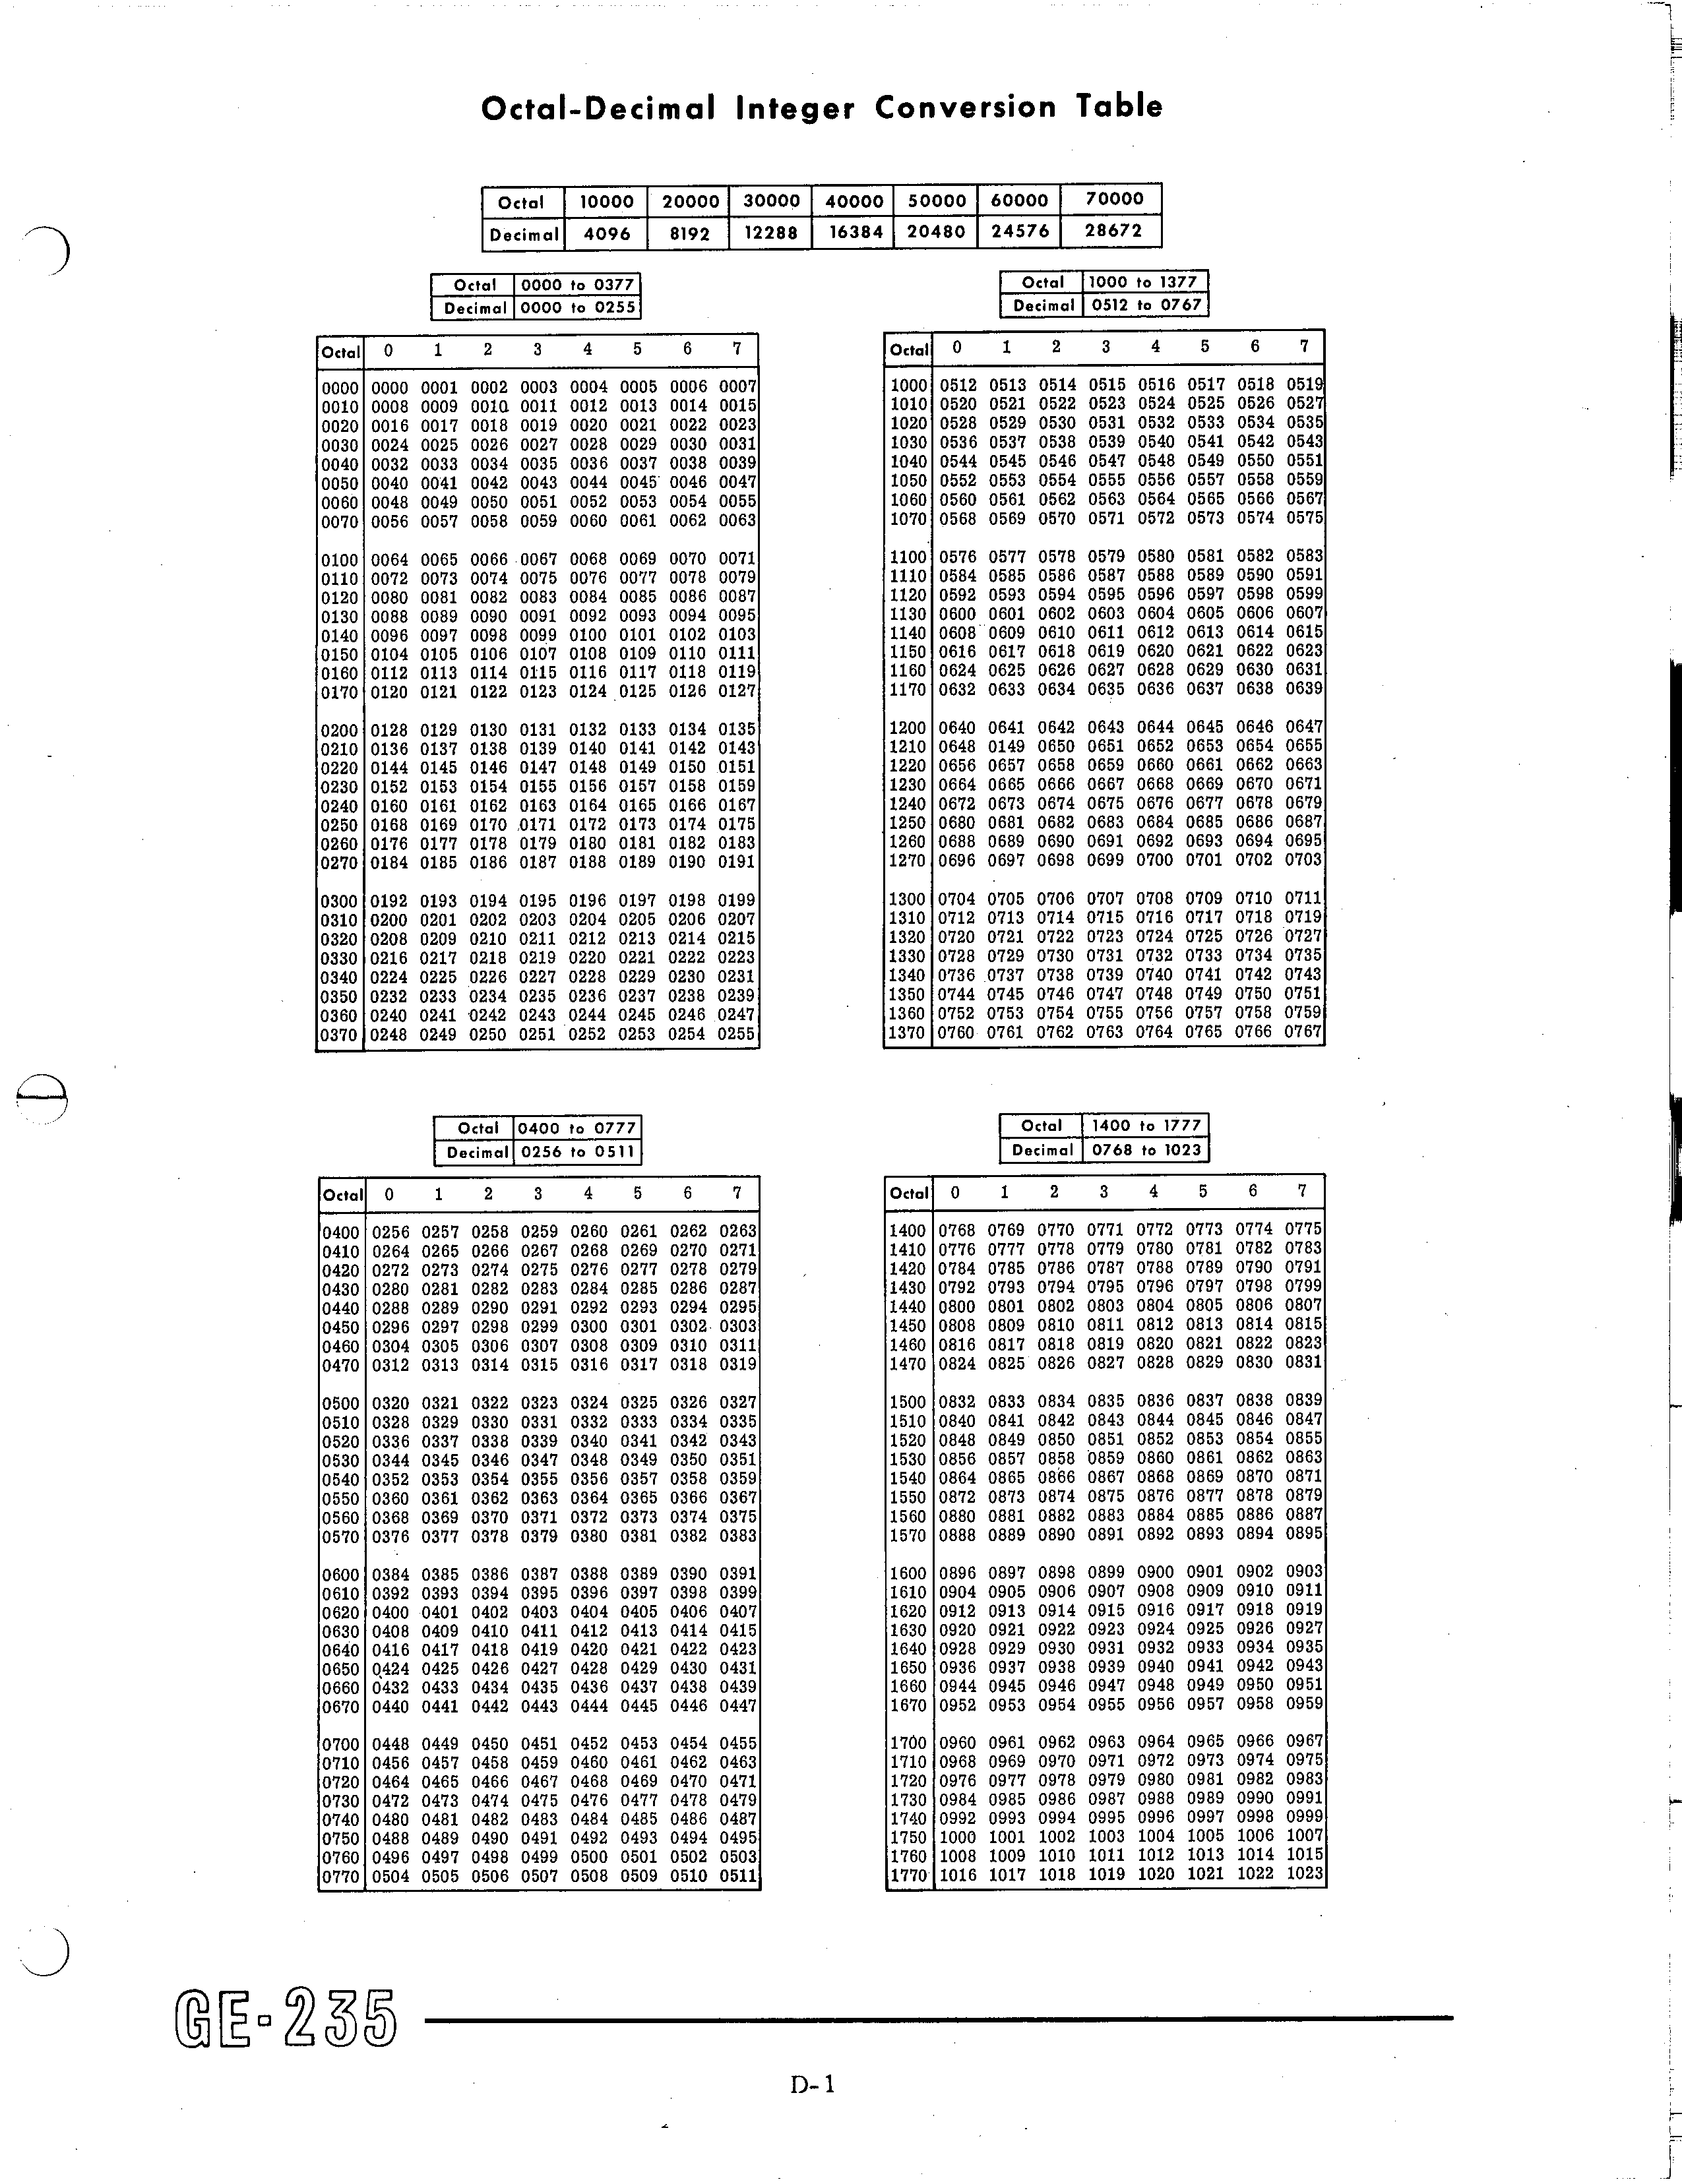 Octal-Decimal Integer Conversion Table
Octal 10000 20000 30000 40000 50000 60000 70000
Decimal 4096 8192 12288 16384 20480 24576 28672
Octal 0000 to 0377
Decimal 0000 to 0255
Octal 0 1 2 3 4 5 6 7
0000 0000 0001 0002 0003 0004 0005 0006 0007
0010 0008 0009 0010 0011 0012 0013 0014 0015
0020 0016 0017 0018 0019 0020 0021 0022 0023
0030 0024 0025 0026 0027 0028 0029 0030 0031
0040 0032 0033 0034 0035 0036 0037 0038 0039
0050 0040 0041 0042 0043 0044 0045 0046 0047
0060 0048 0049 0050 0051 0052 0053 0054 0055
0070 0056 0057 0058 0059 0060 0061 0062 0063
0100 0064 0065 0066 0067 0068 0069 0070 0071
0110 0072 0073 0074 0075 0076 0077 0078 0079
0120 0080 0081 0082 0083 0084 0085 0086 0087
0130 0088 0089 0090 0091 0092 0093 0094 0095
0140 0096 0097 0098 0099 0100 0101 0102 0103
0150 0104 0105 0106 0107 0108 0109 0110 0111
0160 0112 0113 0114 0115 0116 0117 0118 0119
0170 0120 0121 0122 0123 0124 0125 0126 0127
0200 0128 0129 0130 0131 0132 0133 0134 0135
0210 0136 0137 0138 0139 0140 0141 0142 0143
0220 0144 0145 0146 0147 0148 0149 0150 0151
0230 0152 0153 0154 0155 0156 0157 0158 0159
0240 0160 0161 0162 0163 0164 0165 0166 0167
0250 0168 0169 0170 0171 0172 0173 0174 0175
0260 0176 0177 0178 0179 0180 0181 0182 0183
0270 0184 0185 0186 0187 0188 0189 0190 0191
0300 0192 0193 0194 0195 0196 0197 0198 0199
0310 0200 0201 0202 0203 0204 0205 0206 0207
0320 0208 0209 0210 0211 0212 0213 0214 0215
0330 0216 0217 0218 0219 0220 0221 0222 0223
0340 0224 0225 0226 0227 0228 0229 0230 0231
0350 0232 0233 0234 0235 0236 0237 0238 0239
0360 0240 0241 0242 0243 0244 0245 0246 0247
0370 0248 0249 0250 0251 0252 0253 0254 0255
Octal 1000 to 1377
Decimal 0512 to 0767
Octal 0 1 2 3 4 5 6 7
1000 0512 0513 0514 0515 0516 0517 0518 0519
1010 0520 0521 0522 0523 0524 0525 0526 0527
1020 0528 0529 0530 0531 0532 0533 0534 0535
1030 0536 0537 0538 0539 0540 0541 0542 0543
1040 0544 0545 0546 0547 0548 0549 0550 0551
1050 0552 0553 0554 0555 0556 0557 0558 0559
1060 0560 0561 0562 0563 0564 0565 0566 0567
1070 0568 0569 0570 0571 0572 0573 0574 0575
1100 0576 0577 0578 0579 0580 0581 0582 0583
1110 0584 0585 0586 0587 0588 0589 0590 0591
1120 0592 0593 0594 0595 0596 0597 0598 0599
1130 0600 0601 0602 0603 0604 0605 0606 0607
1140 0608 0609 0610 0611 0612 0613 0614 0615
1150 0616 0617 0618 0619 0620 0621 0622 0623
1160 0624 0625 0626 0627 0628 0629 0630 0631
1170 0632 0633 0634 0635 0636 0637 0638 0639
1200 0640 0641 0642 0643 0644 0645 0646 0647
1210 0648 0149 0650 0651 0652 0653 0654 0655
1220 0656 0657 0658 0659 0660 0661 0662 0663
1230 0664 0665 0666 0667 0668 0669 0670 0671
1240 0672 0673 0674 0675 0676 0677 0678 0679
1250 0680 0681 0682 0683 0684 0685 0686 0687
1260 0688 0689 0690 0691 0692 0693 0694 0695
1270 0696 0697 0698 0699 0700 0701 0702 0703
1300 0704 0705 0706 0707 0708 0709 0710 0711
1310 0712 0713 0714 0715 0716 0717 0718 0719
1320 0720 0721 0722 0723 0724 0725 0726 0727
1330 0728 0729 0730 0731 0732 0733 0734 0735
1340 0736 0737 0738 0739 0740 0741 0742 0743
1350 0744 0745 0746 0747 0748 0749 0750 0751
1360 0752 0753 0754 0755 0756 0757 0758 0759
1370 0760 0761 0762 0763 0764 0765 0766 0767
Octal 0400 to 0777
Decimal 0256 to 0511
Octal 0 1 2 3 4 5 6 7
0400 0256 0257 0258 0259 0260 0261 0262 0263
0410 0264 0265 0266 0267 0268 0269 0270 0271
0420 0272 0273 0274 0275 0276 0277 0278 0279
0430 0280 0281 0282 0283 0284 0285 0286 0287
0440 0288 0289 0290 0291 0292 0293 0294 0295
0450 0296 0297 0298 0299 0300 0301 0302 0303
0460 0304 0305 0306 0307 0308 0309 0310 0311
0470 0312 0313 0314 0315 0316 0317 0318 0319
0500 0320 0321 0322 0323 0324 0325 0326 0327
0510 0328 0329 0330 0331 0332 0333 0334 0335
0520 0336 0337 0338 0339 0340 0341 0342 0343
0530 0344 0345 0346 0347 0348 0349 0350 0351
0540 0352 0353 0354 0355 0356 0357 0358 0359
0550 0360 0361 0362 0363 0364 0365 0366 0367
0560 0368 0369 0370 0371 0372 0373 0374 0375
0570 0376 0377 0378 0379 0380 0381 0382 0383
0600 0384 0385 0386 0387 0388 0389 0390 0391
0610 0392 0393 0394 0395 0396 0397 0398 0399
0620 0400 0401 0402 0403 0404 0405 0406 0407
0630 0408 0409 0410 0411 0412 0413 0414 0415
0640 0416 0417 0418 0419 0420 0421 0422 0423
0650 0424 0425 0426 0427 0428 0429 0430 0431
0660 0432 0433 0434 0435 0436 0437 0438 0439
0670 0440 0441 0442 0443 0444 0445 0446 0447
0700 0448 0449 0450 0451 0452 0453 0454 0455
0710 0456 0457 0458 0459 0460 0461 0462 0463
0720 0464 0465 0466 0467 0468 0469 0470 0471
0730 0472 0473 0474 0475 0476 0477 0478 0479
0740 0480 0481 0482 0483 0484 0485 0486 0487
0750 0488 0489 0490 0491 0492 0493 0494 0495
0760 0496 0497 0498 0499 0500 0501 0502 0503
0770 0504 0505 0506 0507 0508 0509 0510 0511
Octal 1400 to 1777
Decimal 0768 to 1023
Octal 0 1 2 3 4 5 6 7
1400 0768 0769 0770 0771 0772 0773 0774 0775
1410 0776 0777 0778 0779 0780 0781 0782 0783
1420 0784 0785 0786 0787 0788 0789 0790 0791
1430 0792 0793 0794 0795 0796 0797 0798 0799
1440 0800 0801 0802 0803 0804 0805 0806 0807
1450 0808 0809 0810 0811 0812 0813 0814 0815
1460 0816 0817 0818 0819 0820 0821 0822 0823
1470 0824 0825 0826 0827 0828 0829 0830 0831
1500 0832 0833 0834 0835 0836 0837 0838 0839
1510 0840 0841 0842 0843 0844 0845 0846 0847
1520 0848 0849 0850 0851 0852 0853 0854 0855
1530 0856 0857 0858 0859 0860 0861 0862 0863
1540 0864 0865 0866 0867 0868 0869 0870 0871
1550 0872 0873 0874 0875 0876 0877 0878 0879
1560 0880 0881 0882 0883 0884 0885 0886 0887
1570 0888 0889 0890 0891 0892 0893 0894 0895
1600 0896 0897 0898 0899 0900 0901 0902 0903
1610 0904 0905 0906 0907 0908 0909 0910 0911
1620 0912 0913 0914 0915 0916 0917 0918 0919
1630 0920 0921 0922 0923 0924 0925 0926 0927
1640 0928 0929 0930 0931 0932 0933 0934 0935
1650 0936 0937 0938 0939 0940 0941 0942 0943
1660 0944 0945 0946 0947 0948 0949 0950 0951
1670 0952 0953 0954 0955 0956 0957 0958 0959
1700 0960 0961 0962 0963 0964 0965 0966 0967
1710 0968 0969 0970 0971 0972 0973 0974 0975
1720 0976 0977 0978 0979 0980 0981 0982 0983
1730 0984 0985 0986 0987 0988 0989 0990 0991
1740 0992 0993 0994 0995 0996 0997 0998 0999
1750 1000 1001 1002 1003 1004 1005 1006 1007
1760 1008 1009 1010 1011 1012 1013 1014 1015
1770 1016 1017 1018 1019 1020 1021 1022 1023
GE-235
D-1